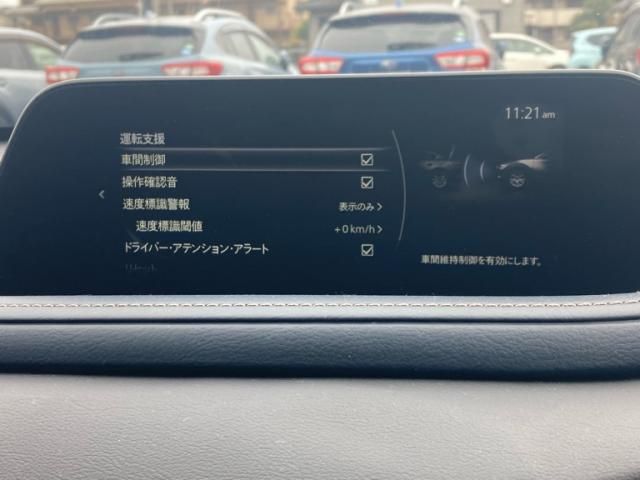 11:21 am
運転支援
車間制御
操作確認音
速度標識警報 表示のみ
速度標識閾値 +0km/h
ドライバー・アテンション・アラート
車間維持制御を有効にします。